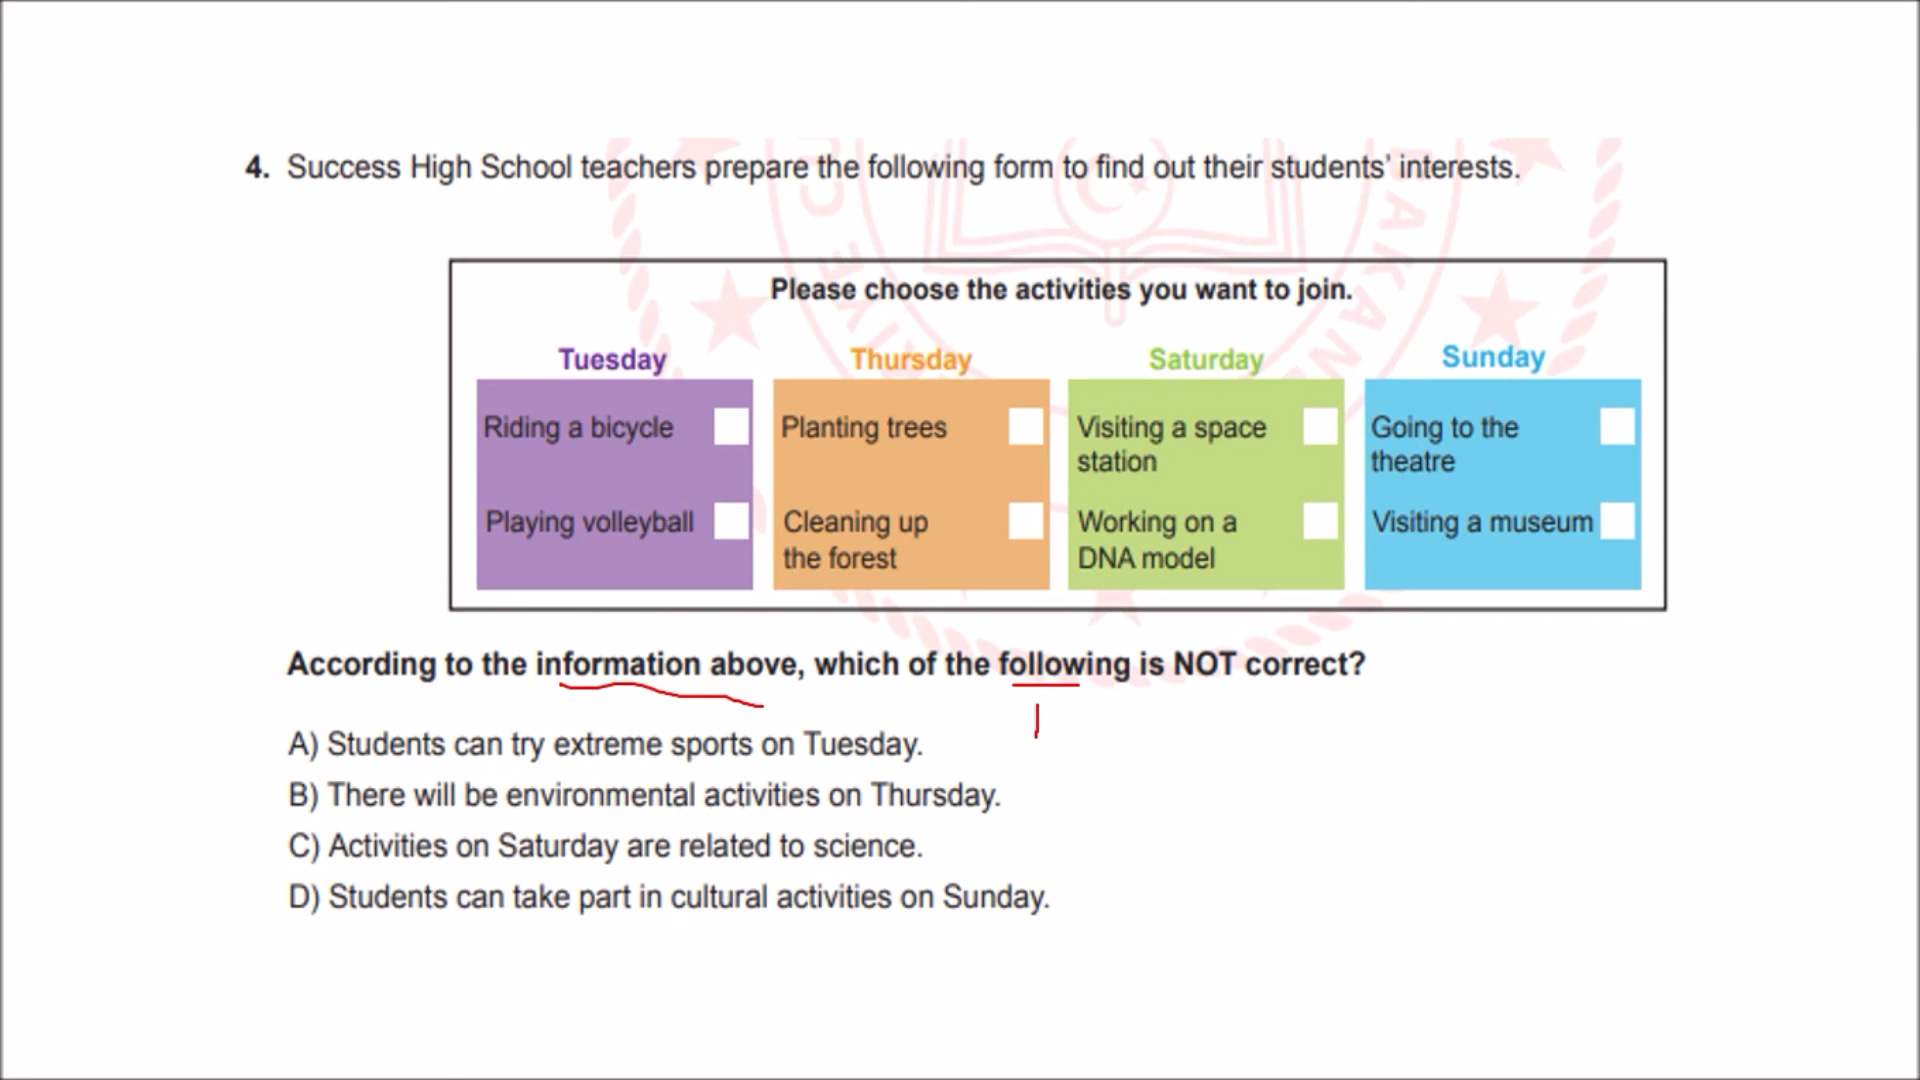 4. Success High School teachers prepare the following form to find out their students' interests.
Please choose the activities you want to join.
Tuesday
Riding a bicycle
Playing volleyball
Thursday
Planting trees
Cleaning up
the forest
Saturday
Visiting a space
station
Working on a
DNA model
Sunday
Going to the
theatre
Visiting a museum
According to the information above, which of the following is NOT correct?
A) Students can try extreme sports on Tuesday.
B) There will be environmental activities on Thursday.
C) Activities on Saturday are related to science.
D) Students can take part in cultural activities on Sunday.